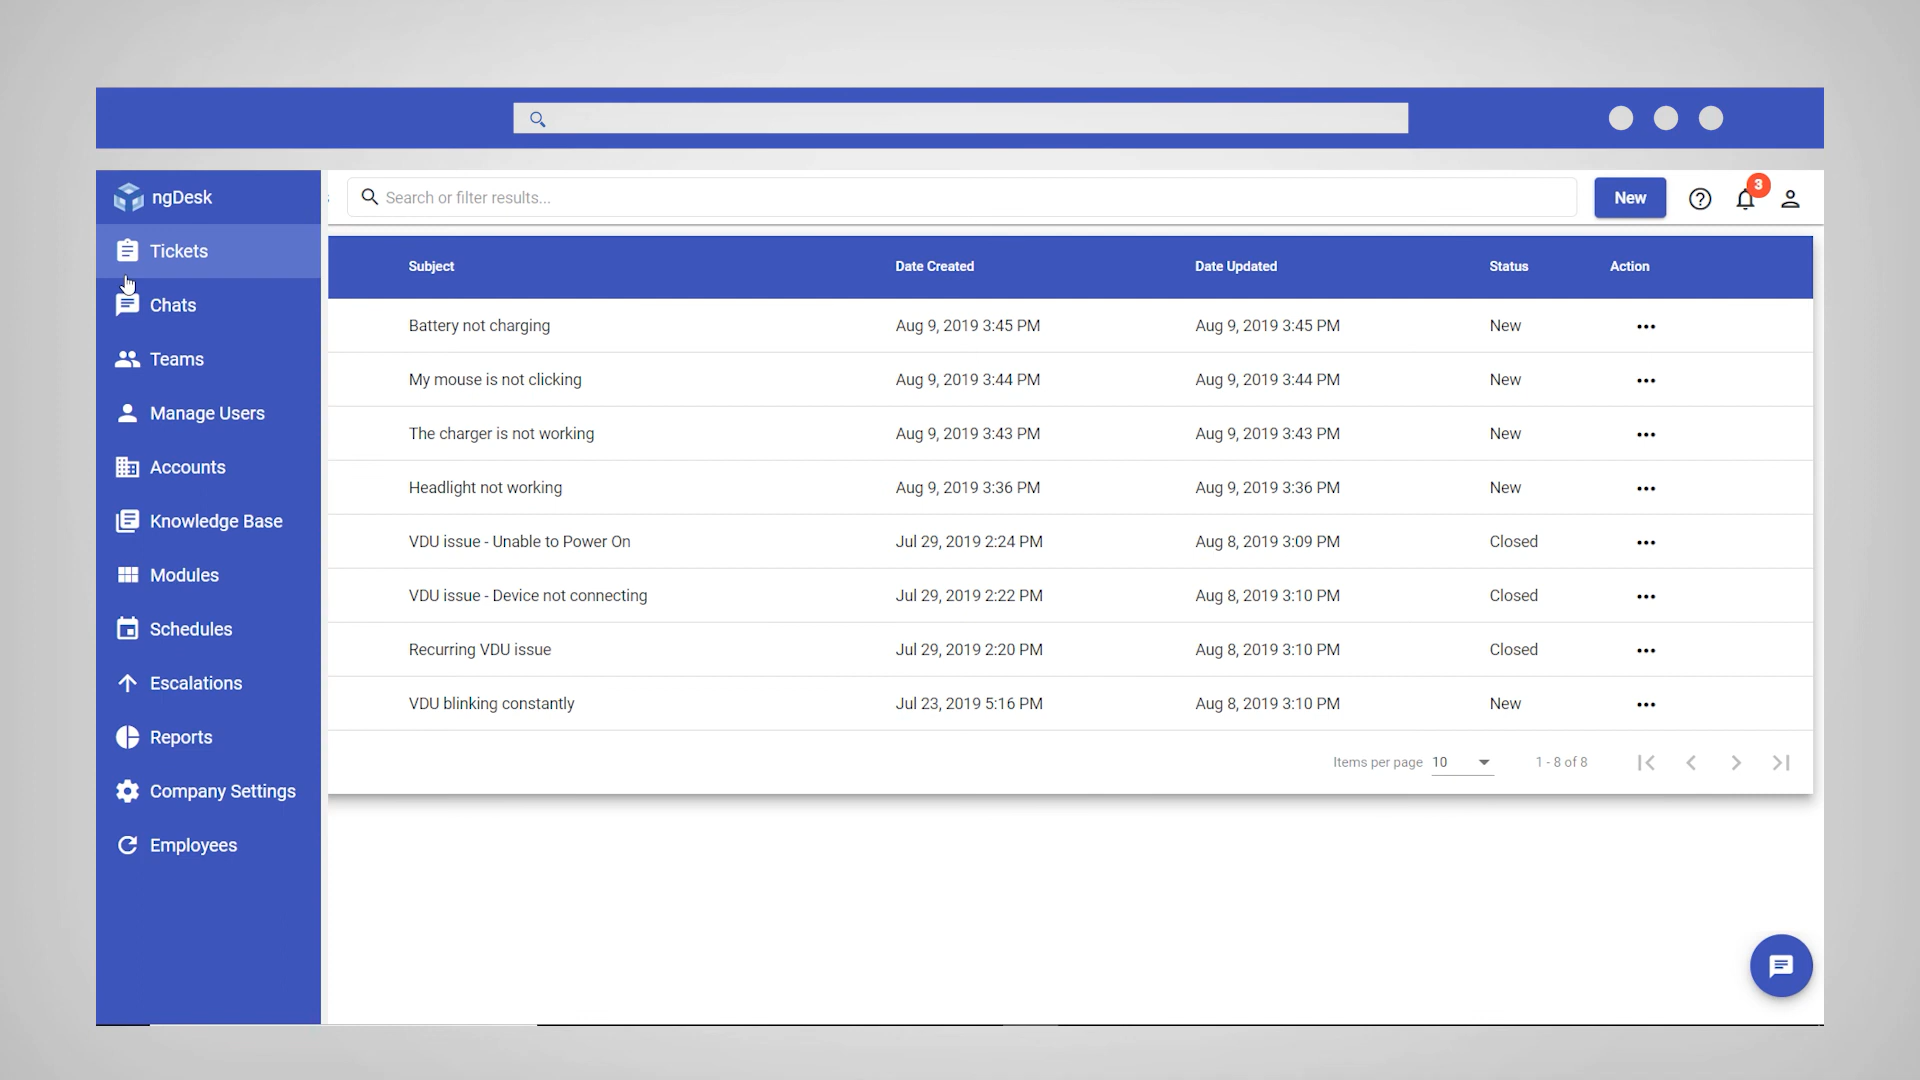 ngDesk
Search or filter results...
New
3
Tickets
Chats
Teams
Manage Users
Accounts
Knowledge Base
Modules
Schedules
Escalations
Reports
Company Settings
Employees
Subject Date Created Date Updated Status Action
Battery not charging Aug 9, 2019 3:45 PM Aug 9, 2019 3:45 PM New
My mouse is not clicking Aug 9, 2019 3:44 PM Aug 9, 2019 3:44 PM New
The charger is not working Aug 9, 2019 3:43 PM Aug 9, 2019 3:43 PM New
Headlight not working Aug 9, 2019 3:36 PM Aug 9, 2019 3:36 PM New
VDU issue - Unable to Power On Jul 29, 2019 2:24 PM Aug 8, 2019 3:09 PM Closed
VDU issue - Device not connecting Jul 29, 2019 2:22 PM Aug 8, 2019 3:10 PM Closed
Recurring VDU issue Jul 29, 2019 2:20 PM Aug 8, 2019 3:10 PM Closed
VDU blinking constantly Jul 23, 2019 5:16 PM Aug 8, 2019 3:10 PM New
Items per page 10 1 - 8 of 8